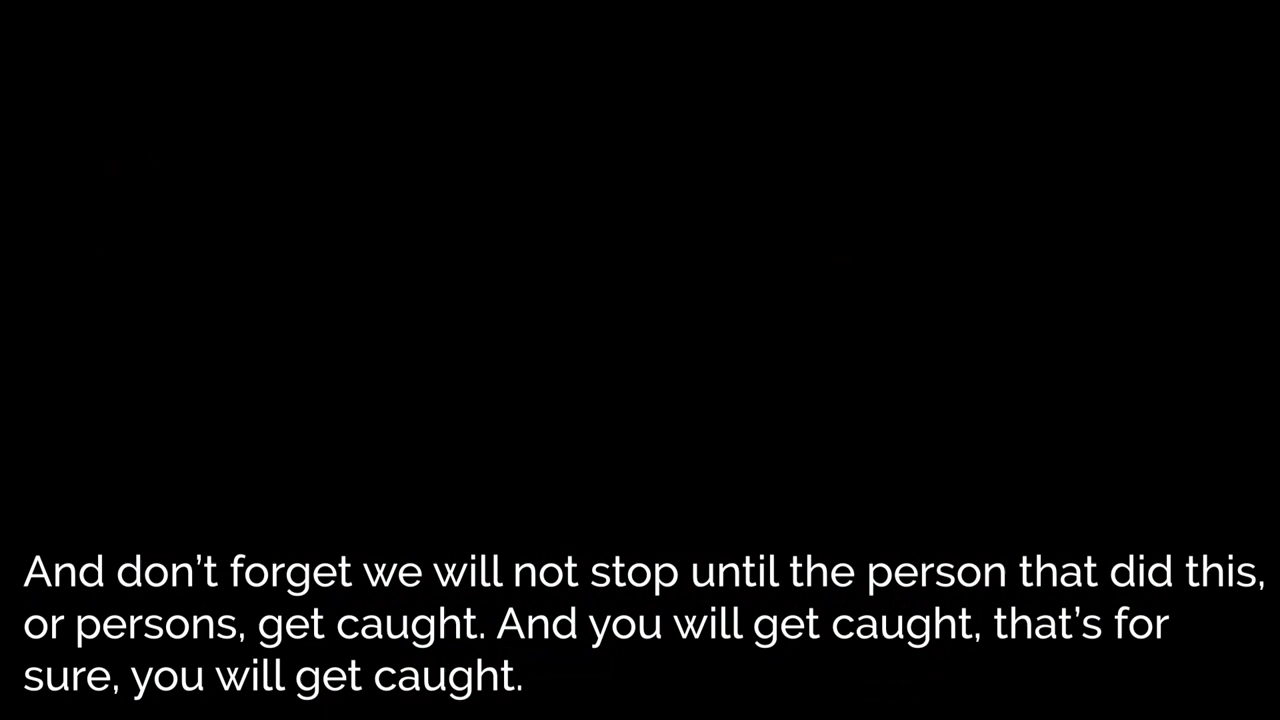 And don’t forget we will not stop until the person that did this,
or persons, get caught. And you will get caught, that’s for
sure, you will get caught.